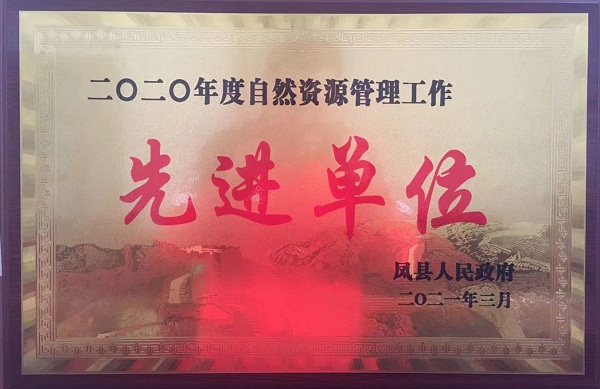 二〇二〇年度自然资源管理工作
先进单位
凤县人民政府
二〇二一年三月